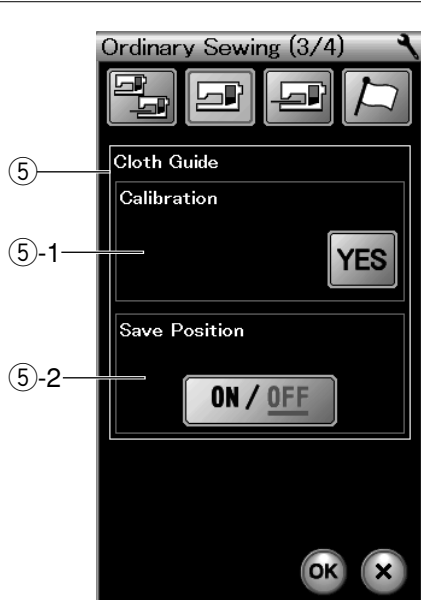 Ordinary Sewing (3/4)
⑤
Cloth Guide
Calibration
⑤-1
YES
Save Position
⑤-2
ON / OFF
OK ×